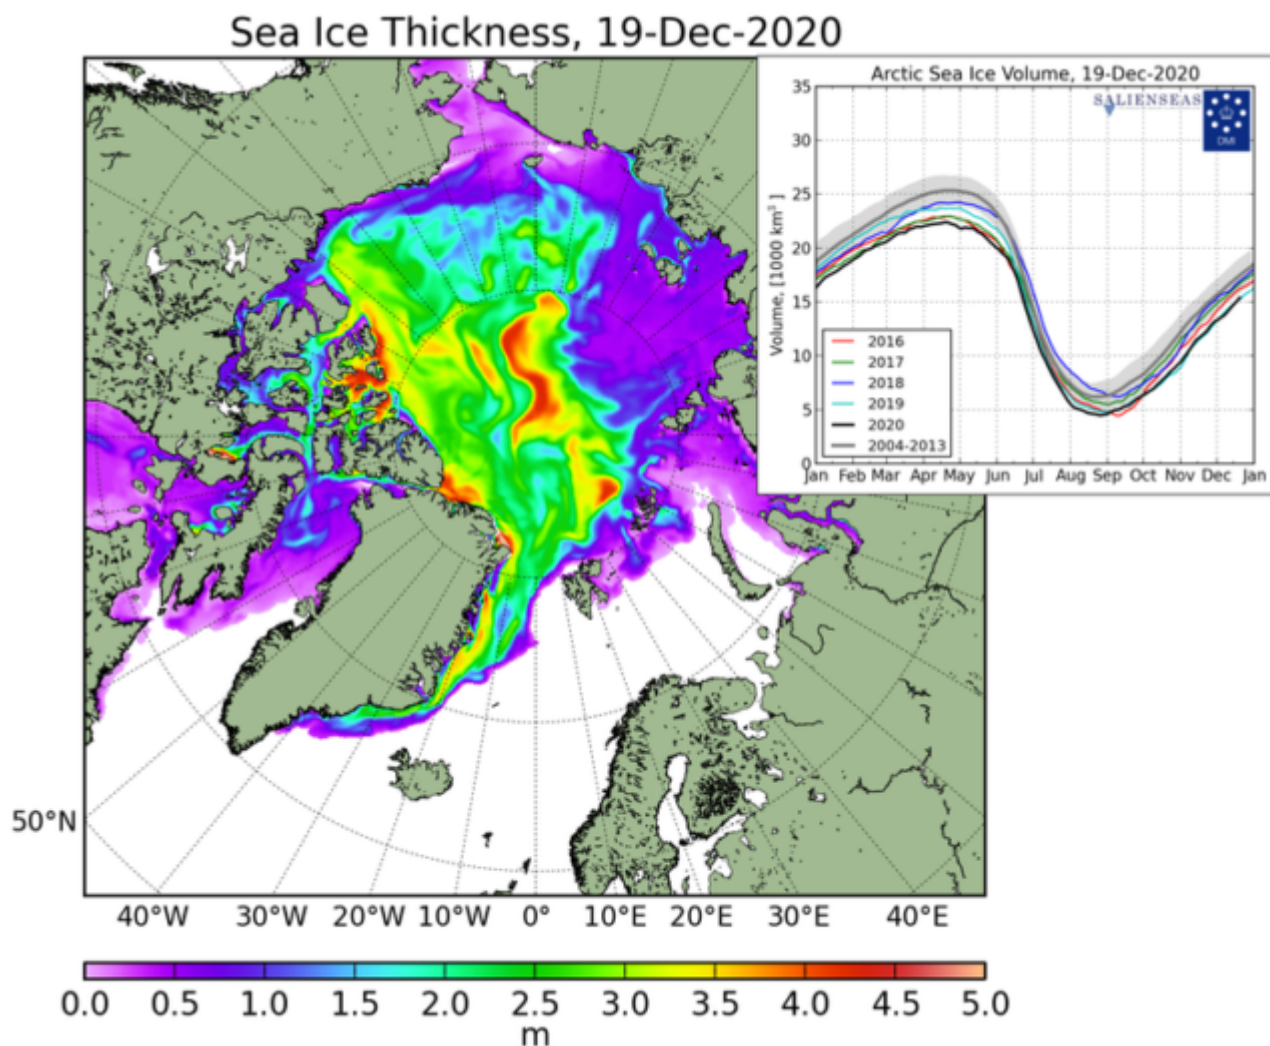 Sea Ice Thickness, 19-Dec-2020
Arctic Sea Ice Volume, 19-Dec-2020
SALIENSEAS
DMI
Volume, [1000 km³ ]
35
30
25
20
15
10
5
0
2016
2017
2018
2019
2020
2004-2013
Jan Feb Mar Apr May Jun Jul Aug Sep Oct Nov Dec Jan
50°N
40°W 30°W 20°W 10°W 0° 10°E 20°E 30°E 40°E
0.0 0.5 1.0 1.5 2.0 2.5 3.0 3.5 4.0 4.5 5.0
m